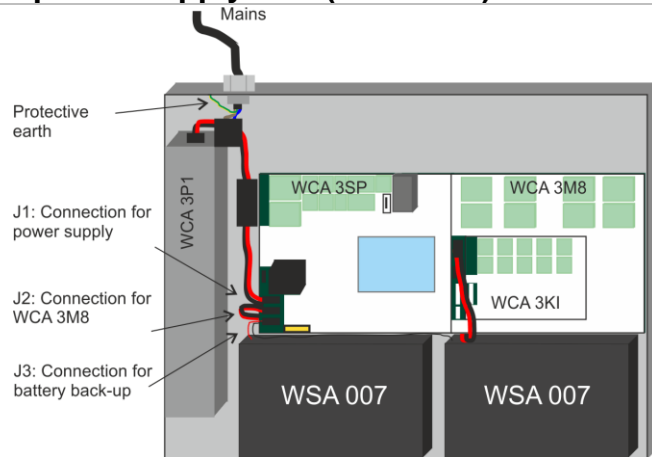 Mains
Protective
earth
WCA 3P1
WCA 3SP
WCA 3M8
J1: Connection for
power supply
J2: Connection for
WCA 3M8
WCA 3KI
J3: Connection for
battery back-up
WSA 007
WSA 007